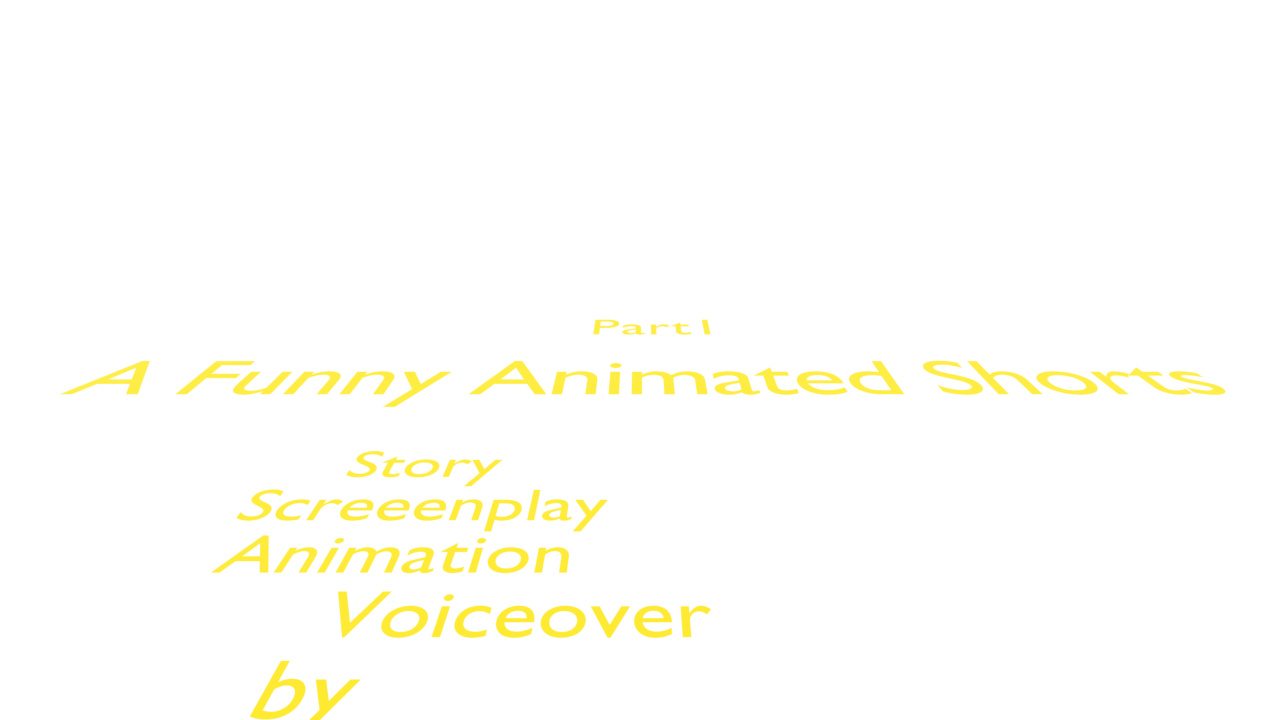 Part I
A Funny Animated Shorts
Story
Screeenplay
Animation
Voiceover
by